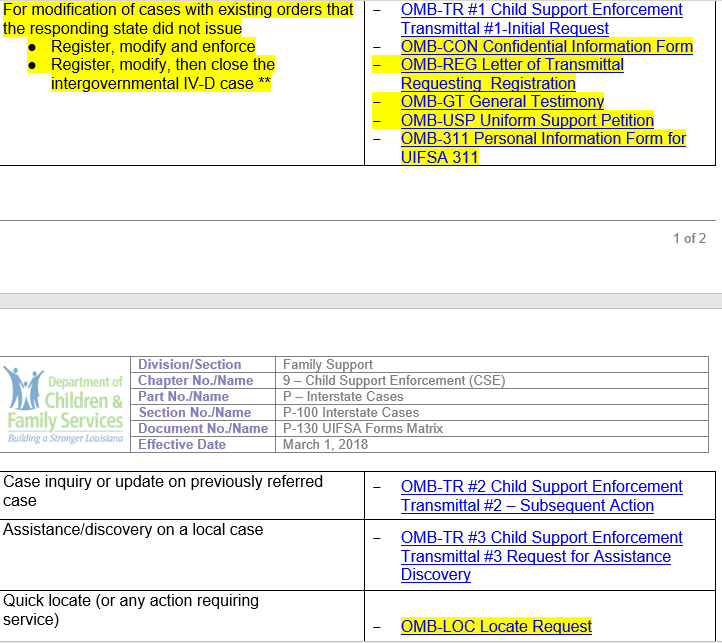 For modification of cases with existing orders that
the responding state did not issue
● Register, modify and enforce
● Register, modify, then close the
intergovernmental IV-D case **
– OMB-TR #1 Child Support Enforcement
Transmittal #1-Initial Request
– OMB-CON Confidential Information Form
– OMB-REG Letter of Transmittal
Requesting  Registration
– OMB-GT General Testimony
– OMB-USP Uniform Support Petition
– OMB-311 Personal Information Form for
UIFSA 311
1 of 2
Department of
Children &
Family Services
Building a Stronger Louisiana
Division/Section Family Support
Chapter No./Name 9 – Child Support Enforcement (CSE)
Part No./Name P – Interstate Cases
Section No./Name P-100 Interstate Cases
Document No./Name P-130 UIFSA Forms Matrix
Effective Date March 1, 2018
Case inquiry or update on previously referred
case
– OMB-TR #2 Child Support Enforcement
Transmittal #2 – Subsequent Action
Assistance/discovery on a local case
– OMB-TR #3 Child Support Enforcement
Transmittal #3 Request for Assistance
Discovery
Quick locate (or any action requiring
service)
– OMB-LOC Locate Request